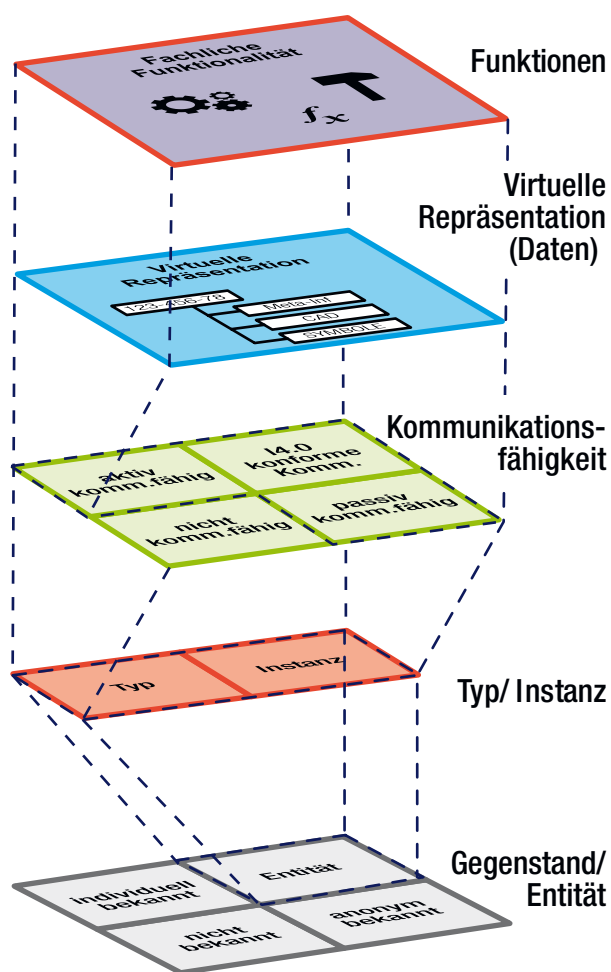 Fachliche
Funktionalität
fx
Funktionen
Virtuelle
Repräsentation
(Daten)
Virtuelle
Repräsentation
123-456-78
Meta-Inf
CAD
SYMBOLE
Kommunikations-
fähigkeit
aktiv
komm.fähig
I4.0
konforme
Komm.
nicht
komm.fähig
passiv
komm.fähig
Typ
Instanz
Typ/ Instanz
Gegenstand/
Entität
individuell
bekannt
Entität
nicht
bekannt
anonym
bekannt